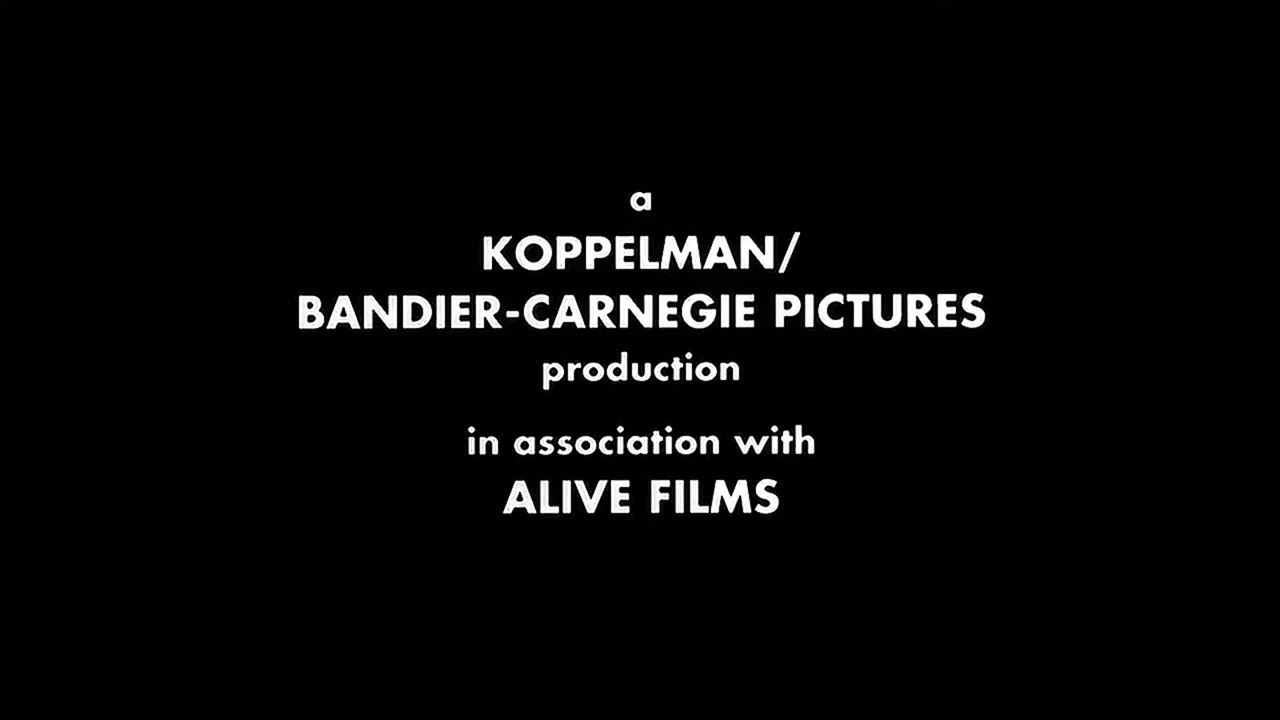 a
KOPPELMAN/
BANDIER-CARNEGIE PICTURES
production
in association with
ALIVE FILMS